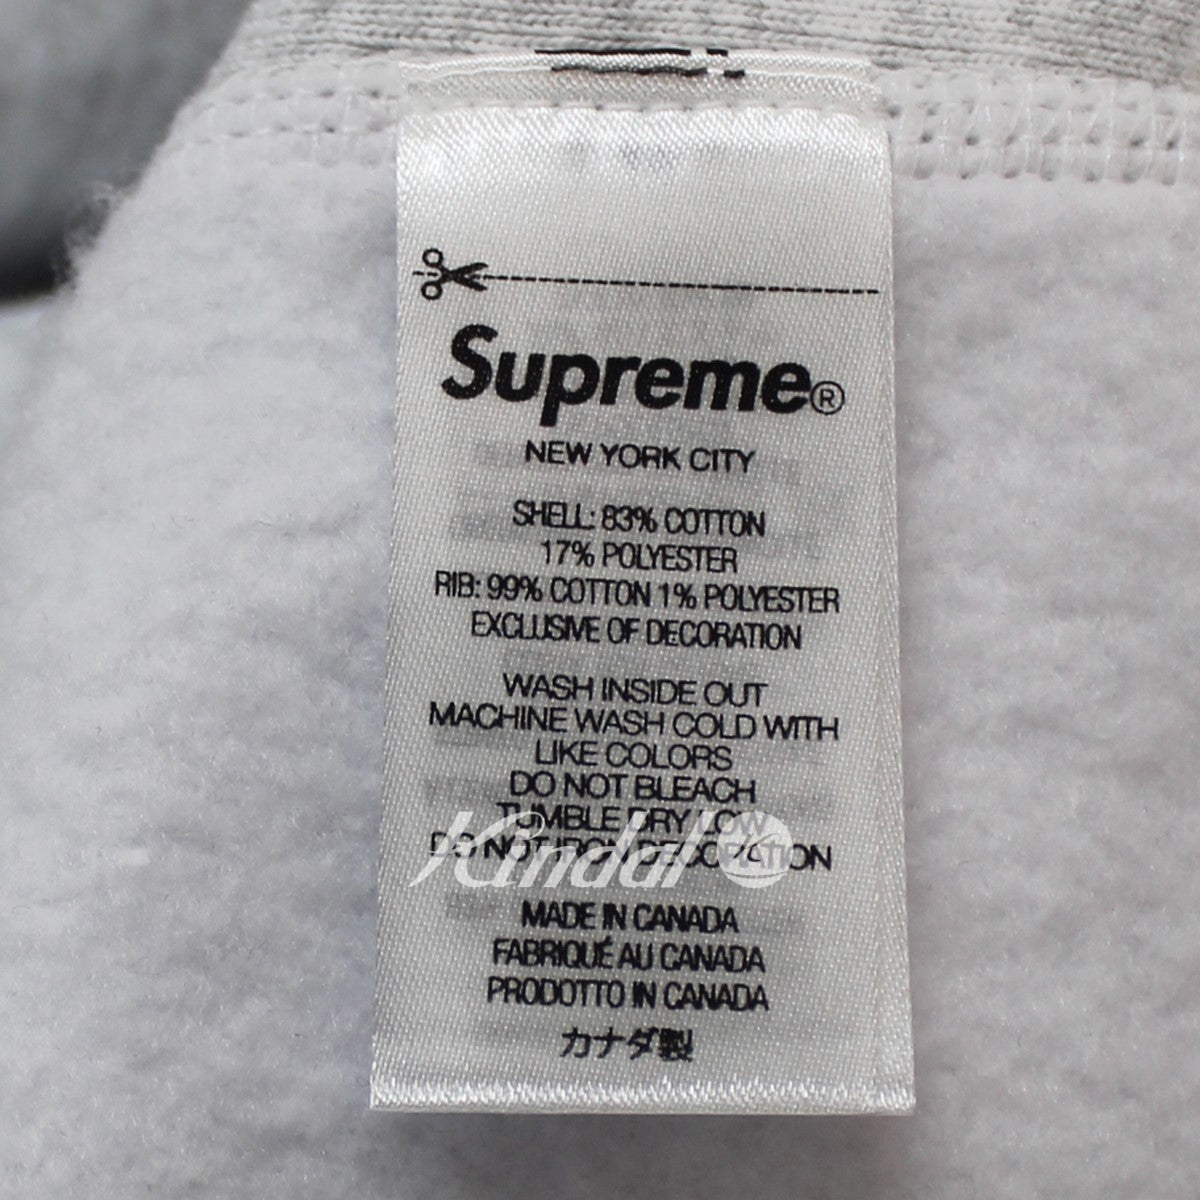 Supreme®
NEW YORK CITY
SHELL: 83% COTTON
17% POLYESTER
RIB: 99% COTTON 1% POLYESTER
EXCLUSIVE OF DECORATION
WASH INSIDE OUT
MACHINE WASH COLD WITH
LIKE COLORS
DO NOT BLEACH
TUMBLE DRY LOW
DO NOT IRON DECORATION
Kindal
MADE IN CANADA
FABRIQUÉ AU CANADA
PRODOTTO IN CANADA
カナダ製